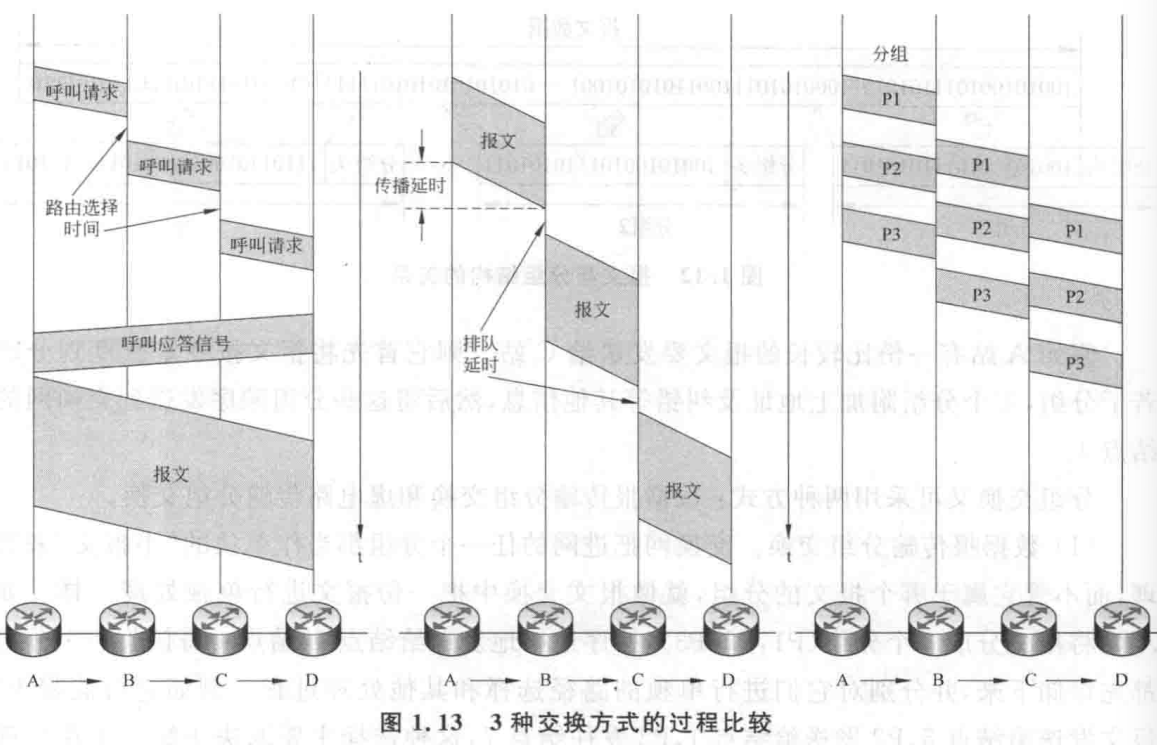 分组
呼叫请求
P1
报文
呼叫请求
P1
P2
传播延时
路由选择
时间
P3
P2
P1
呼叫请求
P3
P2
报文
呼叫应答信号
排队
延时
P3
报文
报文
t
t
A B C D
A B C D
A B C D
图 1.13 3 种交换方式的过程比较